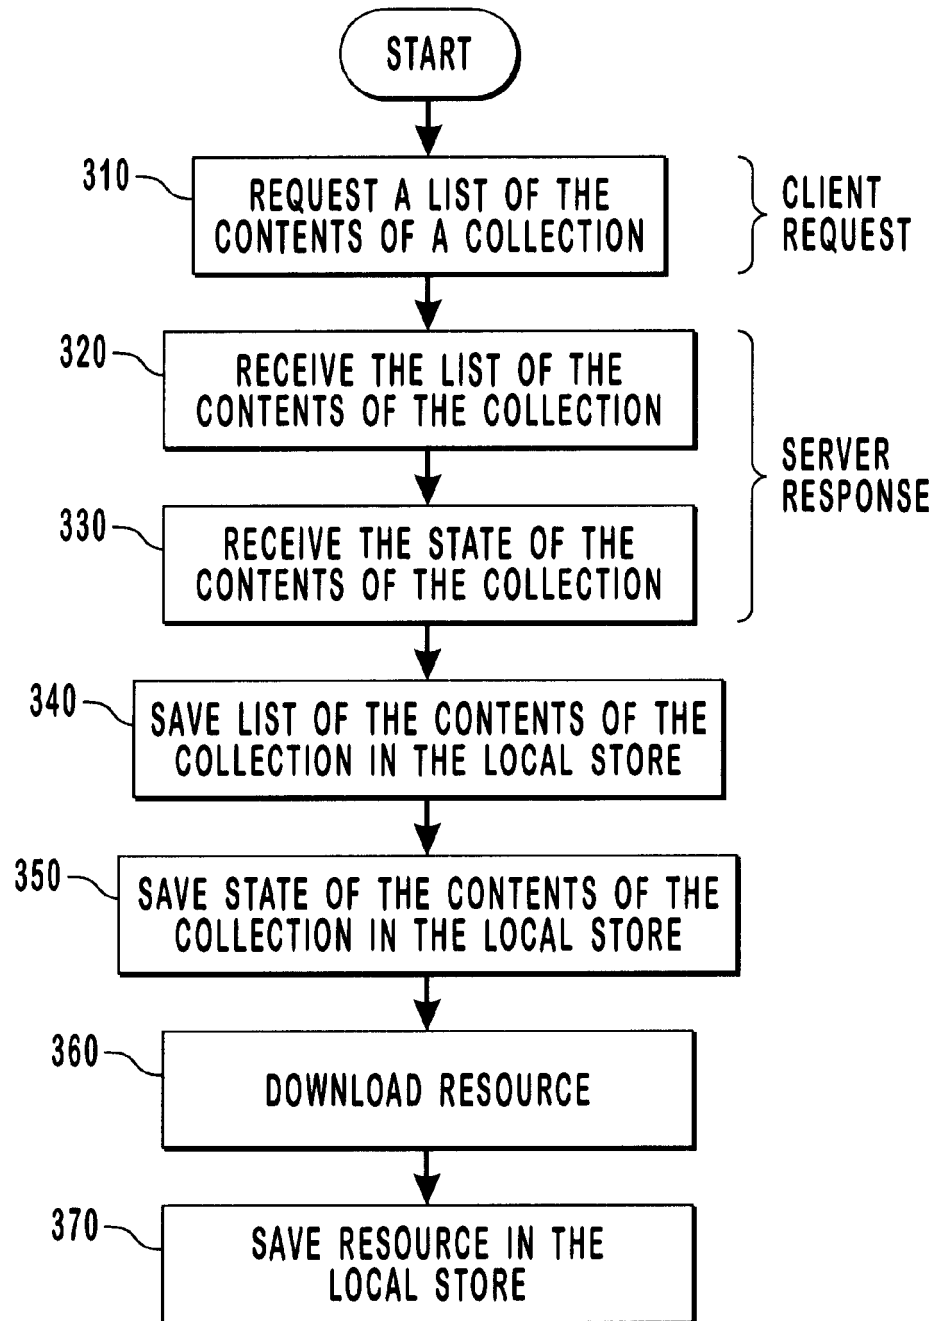 START
310
REQUEST A LIST OF THE
CONTENTS OF A COLLECTION
CLIENT
REQUEST
320
RECEIVE THE LIST OF THE
CONTENTS OF THE COLLECTION
SERVER
RESPONSE
330
RECEIVE THE STATE OF THE
CONTENTS OF THE COLLECTION
340
SAVE LIST OF THE CONTENTS OF THE
COLLECTION IN THE LOCAL STORE
350
SAVE STATE OF THE CONTENTS OF THE
COLLECTION IN THE LOCAL STORE
360
DOWNLOAD RESOURCE
370
SAVE RESOURCE IN THE
LOCAL STORE